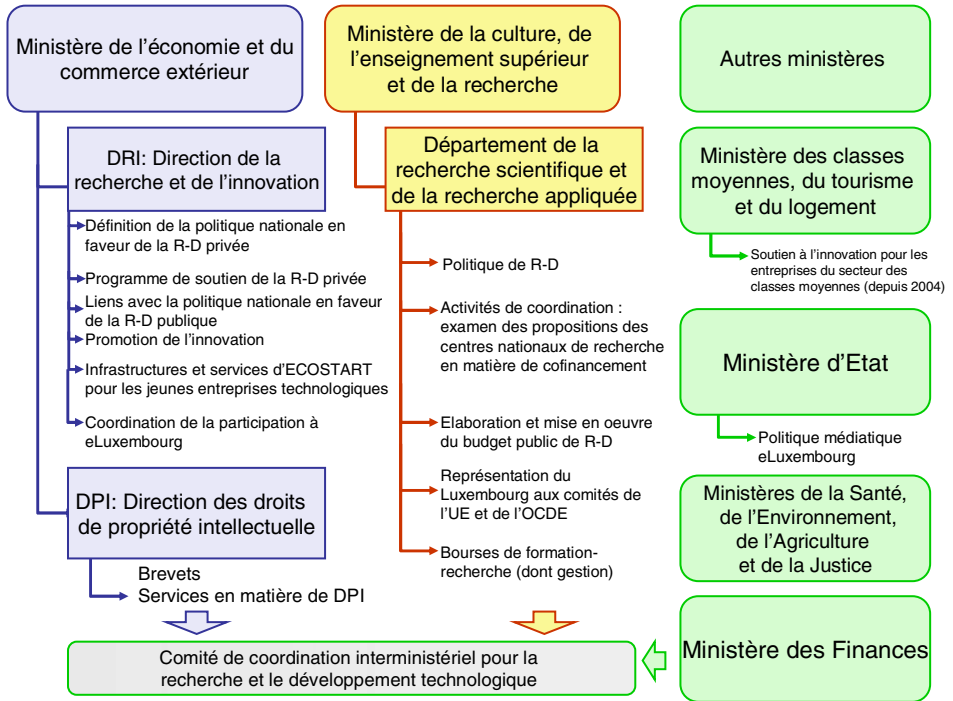 Ministère de l'économie et du
commerce extérieur
DRI: Direction de la
recherche et de l'innovation
Définition de la politique nationale en
faveur de la R-D privée
Programme de soutien de la R-D privée
Liens avec la politique nationale en faveur
de la R-D publique
Promotion de l'innovation
Infrastructures et services d'ECOSTART
pour les jeunes entreprises technologiques
Coordination de la participation à
eLuxembourg
DPI: Direction des droits
de propriété intellectuelle
Brevets
Services en matière de DPI
Ministère de la culture, de
l'enseignement supérieur
et de la recherche
Département de la
recherche scientifique et
de la recherche appliquée
Politique de R-D
Activités de coordination :
examen des propositions des
centres nationaux de recherche
en matière de cofinancement
Elaboration et mise en oeuvre
du budget public de R-D
Représentation du
Luxembourg aux comités de
l'UE et de l'OCDE
Bourses de formation-
recherche (dont gestion)
Autres ministères
Ministère des classes
moyennes, du tourisme
et du logement
Soutien à l'innovation pour les
entreprises du secteur des
classes moyennes (depuis 2004)
Ministère d'Etat
Politique médiatique
eLuxembourg
Ministères de la Santé,
de l'Environnement,
de l'Agriculture
et de la Justice
Ministère des Finances
Comité de coordination interministériel pour la
recherche et le développement technologique